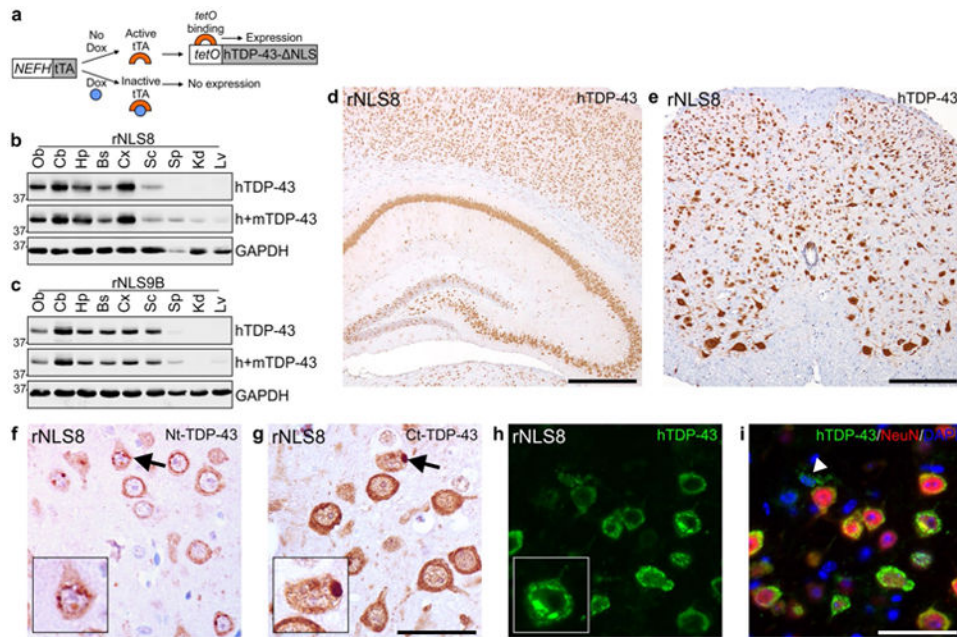 a
tetO
binding
No
Dox
Active
tTA
Expression
NEFH tTA
tetO hTDP-43-ΔNLS
Dox
Inactive
tTA
No expression
b
rNLS8
Ob Cb Hp Bs Cx Sc Sp Kd Lv
hTDP-43
37
h+mTDP-43
37
37
GAPDH
c
rNLS9B
Ob Cb Hp Bs Cx Sc Sp Kd Lv
hTDP-43
37
h+mTDP-43
37
37
GAPDH
d
rNLS8 hTDP-43
e
rNLS8 hTDP-43
f
rNLS8 Nt-TDP-43
g
rNLS8 Ct-TDP-43
h
rNLS8 hTDP-43
i
hTDP-43/NeuN/DAPI